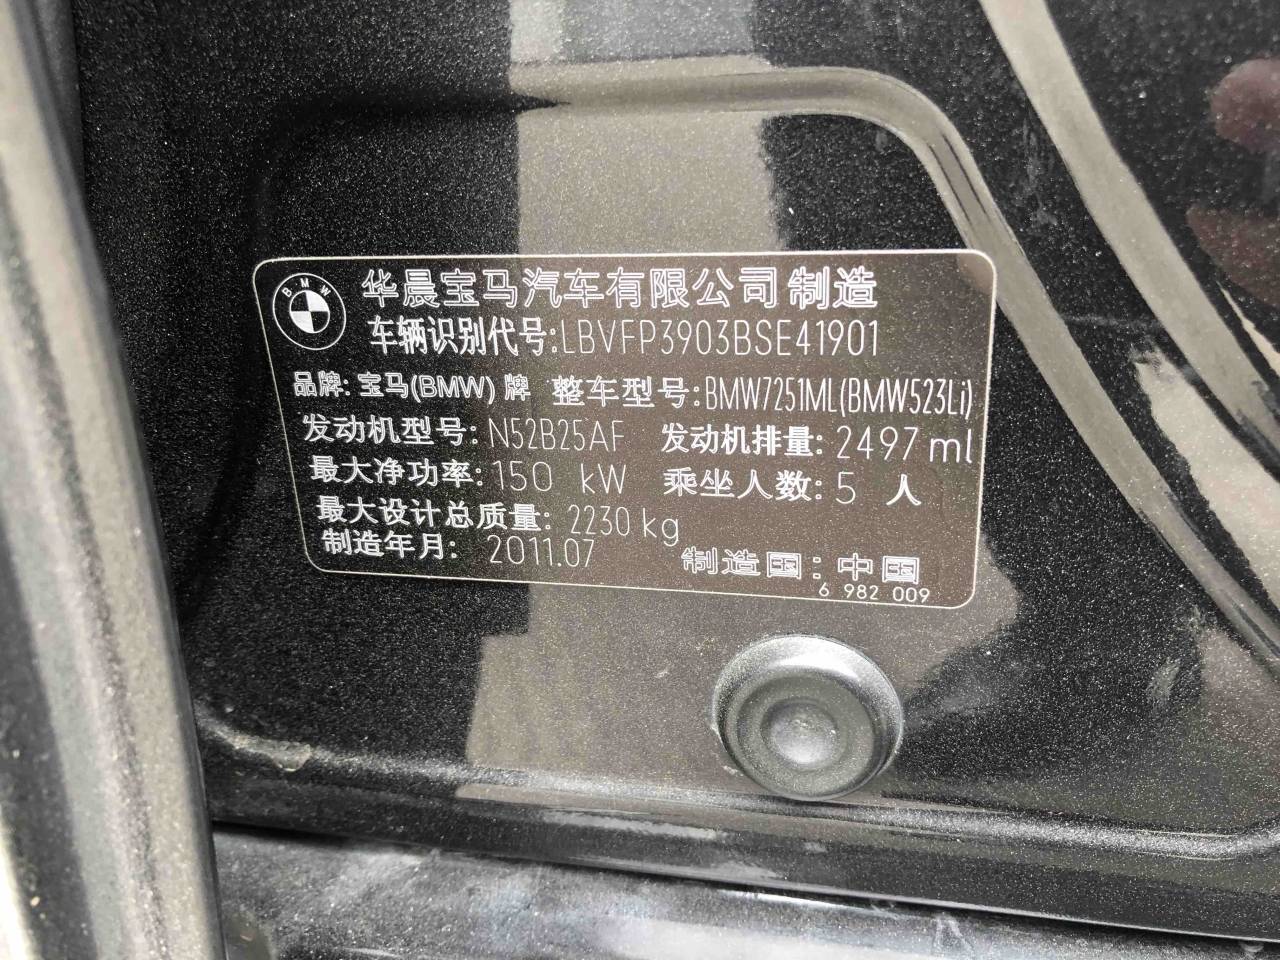 BMW
华晨宝马汽车有限公司制造
车辆识别代号:LBVFP3903BSE41901
品牌: 宝马(BMW) 牌 整车型号:BMW7251ML(BMW523Li)
发动机型号: N52B25AF 发动机排量: 2497 ml
最大净功率: 150 kW 乘坐人数: 5 人
最大设计总质量: 2230 kg
制造年月: 2011.07 制造国: 中国
6 982 009